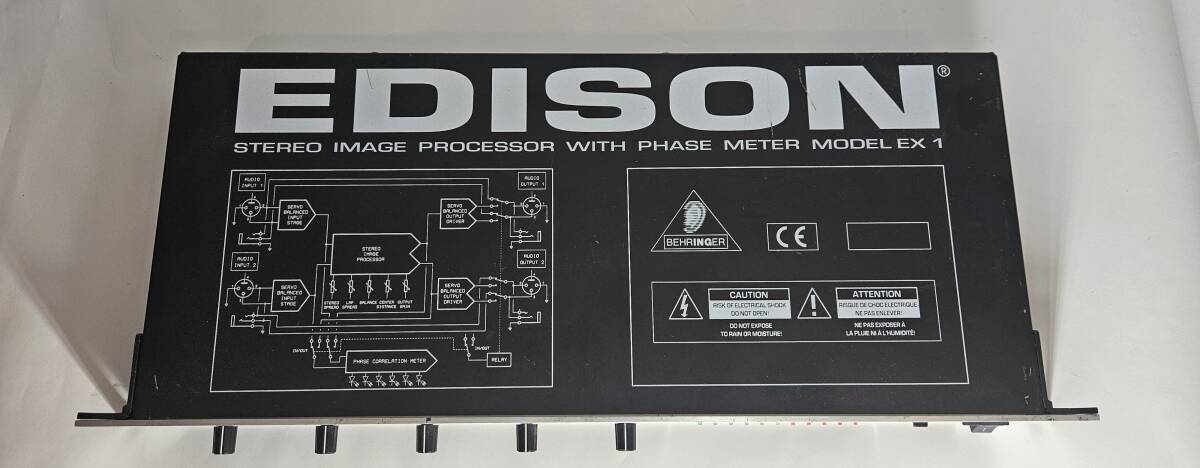 EDISON®
STEREO IMAGE PROCESSOR WITH PHASE METER MODEL EX 1
AUDIO
INPUT 1
SERVO
BALANCED
INPUT
STAGE
SERVO
BALANCED
OUTPUT
DRIVER
AUDIO
OUTPUT 1
STEREO
IMAGE
PROCESSOR
AUDIO
INPUT 2
SERVO
BALANCED
INPUT
STAGE
STEREO
SPREAD
LAF
SPREAD
BALANCE
CENTER
DISTANCE
OUTPUT
GAIN
SERVO
BALANCED
OUTPUT
DRIVER
AUDIO
OUTPUT 2
IN/OUT
PHASE CORRELATION METER
IN/OUT
RELAY
BEHRINGER
CE
CAUTION
RISK OF ELECTRICAL SHOCK
DO NOT OPEN!
DO NOT EXPOSE
TO RAIN OR MOISTURE!
ATTENTION
RISQUE DE CHOC ELECTRIQUE
NE PAS ENLEVER!
NE PAS EXPOSER À
LA PLUIE NI À L'HUMIDITÉ!